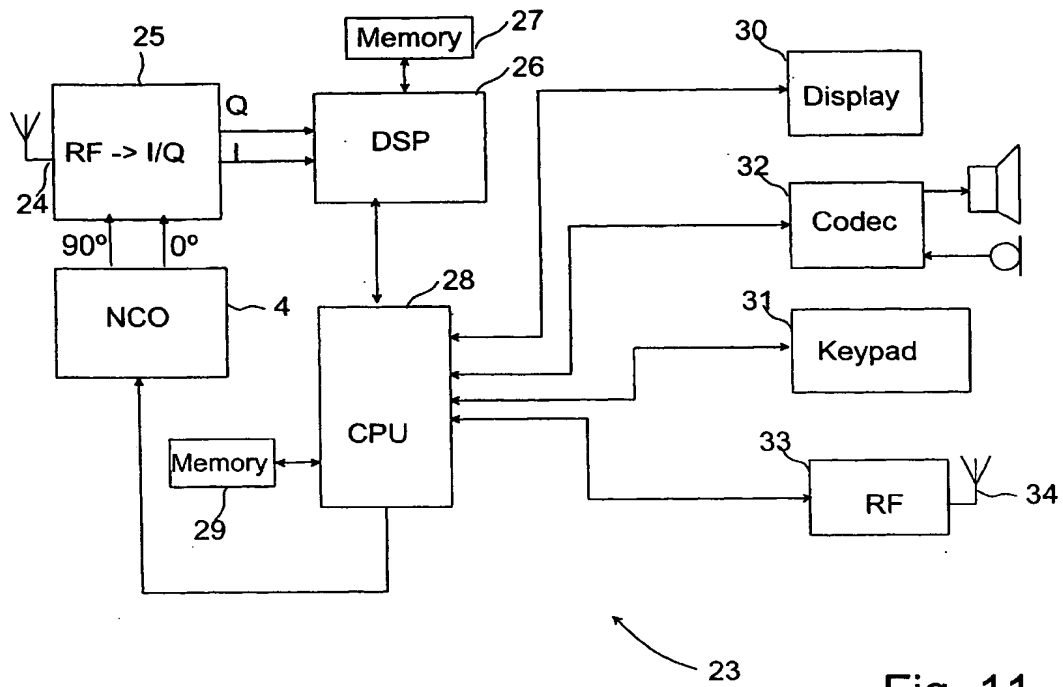 25
Memory
27
26
30
Display
Q
RF -> I/Q
I
DSP
24
32
Codec
90º
0º
28
NCO
4
31
Keypad
CPU
Memory
29
33
RF
34
23
Fig. 11